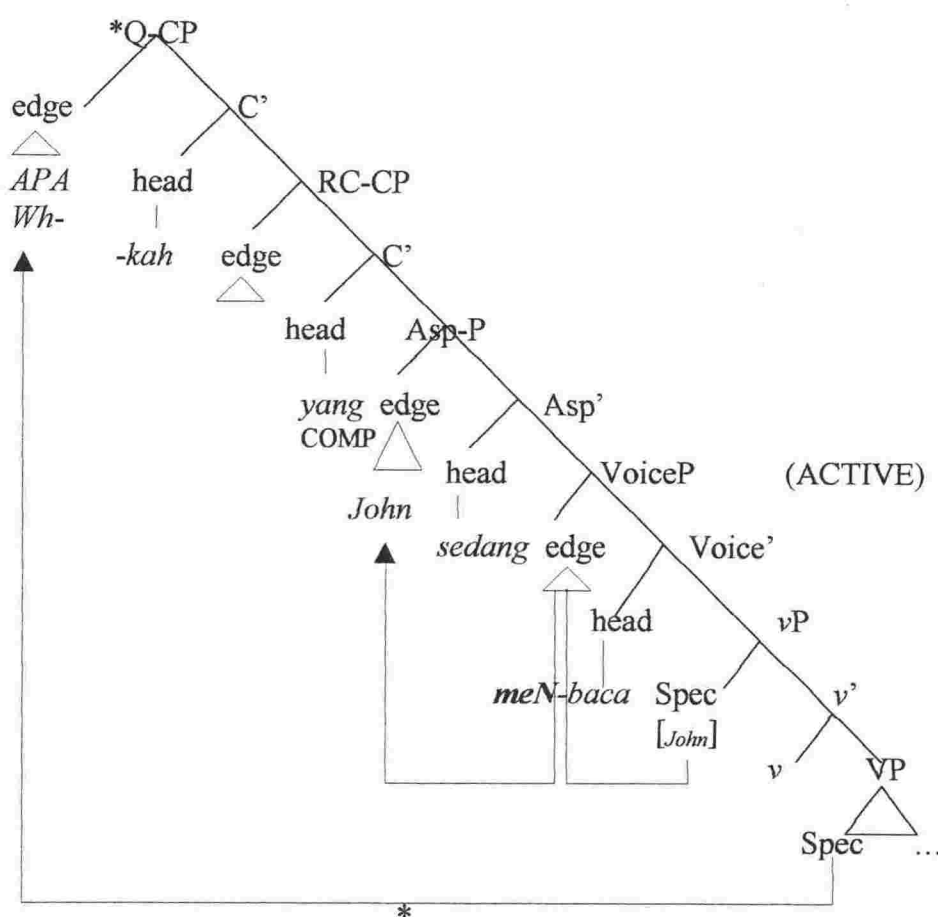 *Q-CP
edge C’
APA head RC-CP
Wh-
-kah edge C’
head Asp-P
yang edge Asp’
COMP
head VoiceP (ACTIVE)
John
sedang edge Voice’
head vP
meN-baca Spec v’
[John]
v VP
Spec ...
*